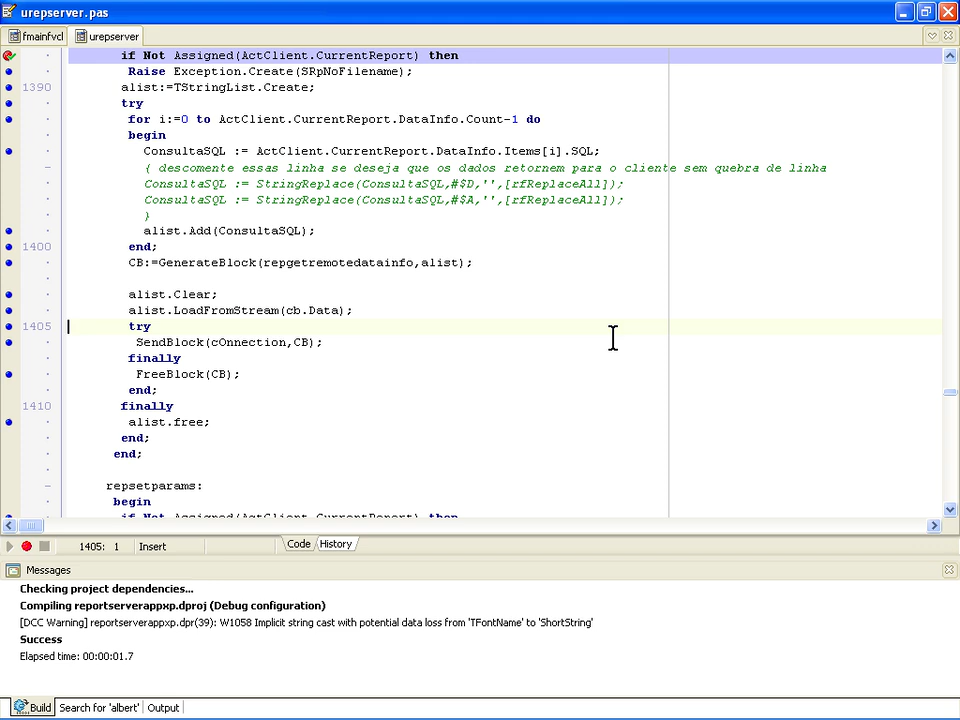 urepserver.pas
fmainfvcl
urepserver
if Not Assigned(ActClient.CurrentReport) then
Raise Exception.Create(SRpNoFilename);
1390 alist:=TStringList.Create;
try
for i:=0 to ActClient.CurrentReport.DataInfo.Count-1 do
begin
ConsultaSQL := ActClient.CurrentReport.DataInfo.Items[i].SQL;
{ descomente essas linha se deseja que os dados retornem para o cliente sem quebra de linha
ConsultaSQL := StringReplace(ConsultaSQL,#$D,'',[rfReplaceAll]);
ConsultaSQL := StringReplace(ConsultaSQL,#$A,'',[rfReplaceAll]);
}
alist.Add(ConsultaSQL);
1400 end;
CB:=GenerateBlock(repgetremotedatainfo,alist);
alist.Clear;
alist.LoadFromStream(cb.Data);
1405 try
SendBlock(cOnnection,CB);
finally
FreeBlock(CB);
end;
1410 finally
alist.free;
end;
end;
repsetparams:
begin
if Not Assigned(ActClient.CurrentReport) then
1405: 1 Insert Code History
Messages
Checking project dependencies...
Compiling reportserverappxp.dproj (Debug configuration)
[DCC Warning] reportserverappxp.dpr(39): W1058 Implicit string cast with potential data loss from 'TFontName' to 'ShortString'
Success
Elapsed time: 00:00:01.7
Build Search for 'albert' Output